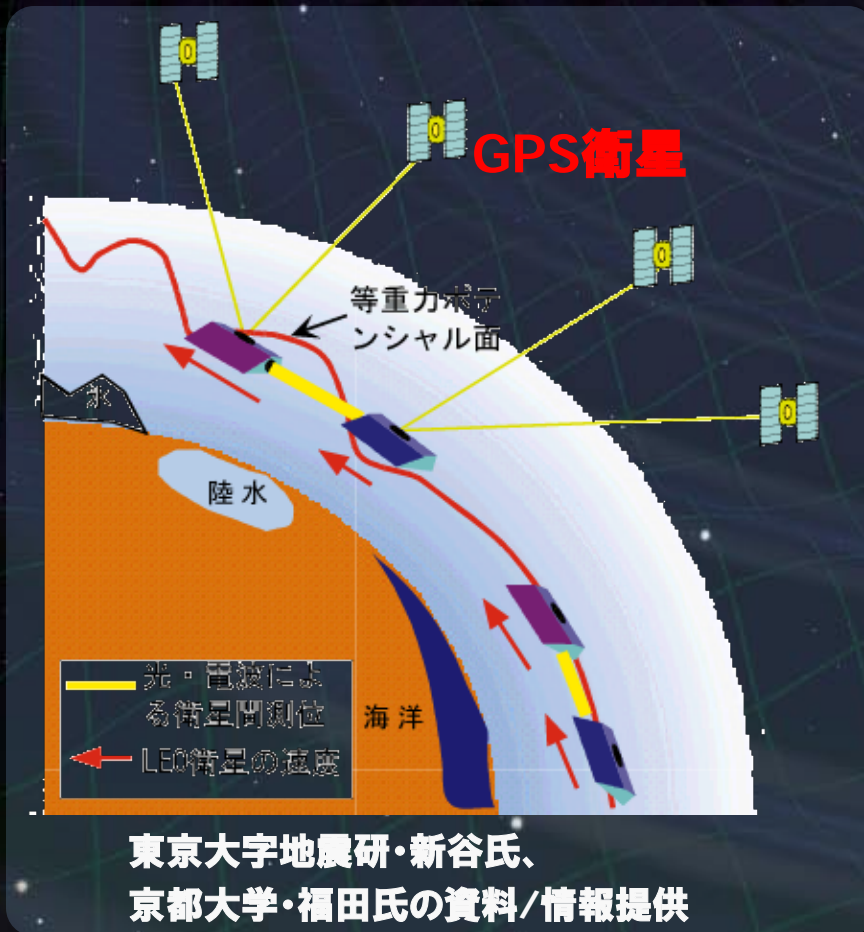 GPS衛星
等重力ポテ
ンシャル面
氷
陸水
海洋
光・電波によ
る衛星間測位
LEO衛星の速度
東京大字地震研・新谷氏、
京都大学・福田氏の資料/情報提供